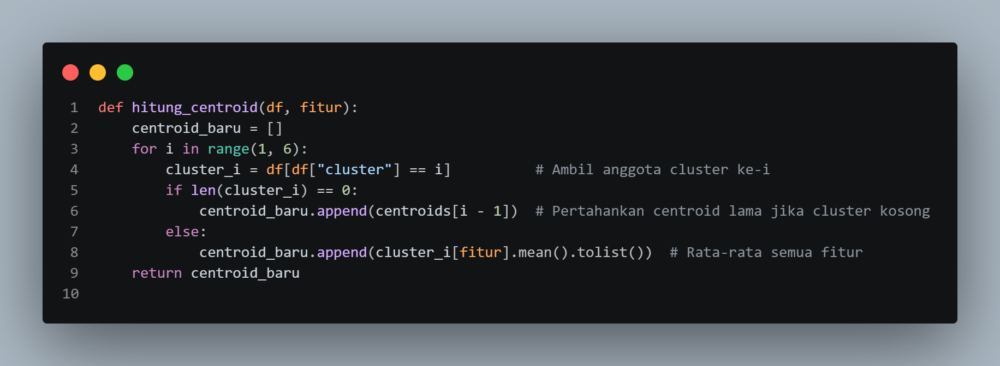 1 def hitung_centroid(df, fitur):
2     centroid_baru = []
3     for i in range(1, 6):
4         cluster_i = df[df["cluster"] == i]          # Ambil anggota cluster ke-i
5         if len(cluster_i) == 0:
6             centroid_baru.append(centroids[i - 1])  # Pertahankan centroid lama jika cluster kosong
7         else:
8             centroid_baru.append(cluster_i[fitur].mean().tolist())  # Rata-rata semua fitur
9     return centroid_baru
10